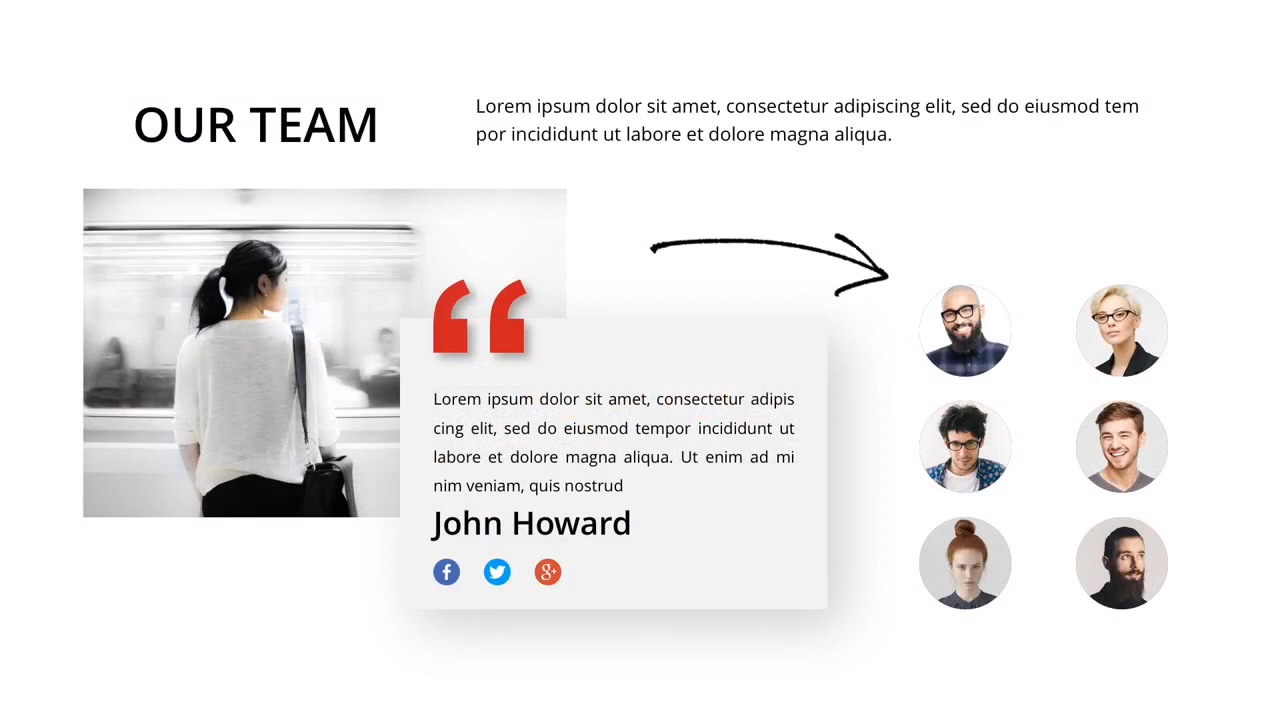 OUR TEAM
Lorem ipsum dolor sit amet, consectetur adipiscing elit, sed do eiusmod tem
por incididunt ut labore et dolore magna aliqua.
“
Lorem ipsum dolor sit amet, consectetur adipis
cing elit, sed do eiusmod tempor incididunt ut
labore et dolore magna aliqua. Ut enim ad mi
nim veniam, quis nostrud
John Howard
f g+